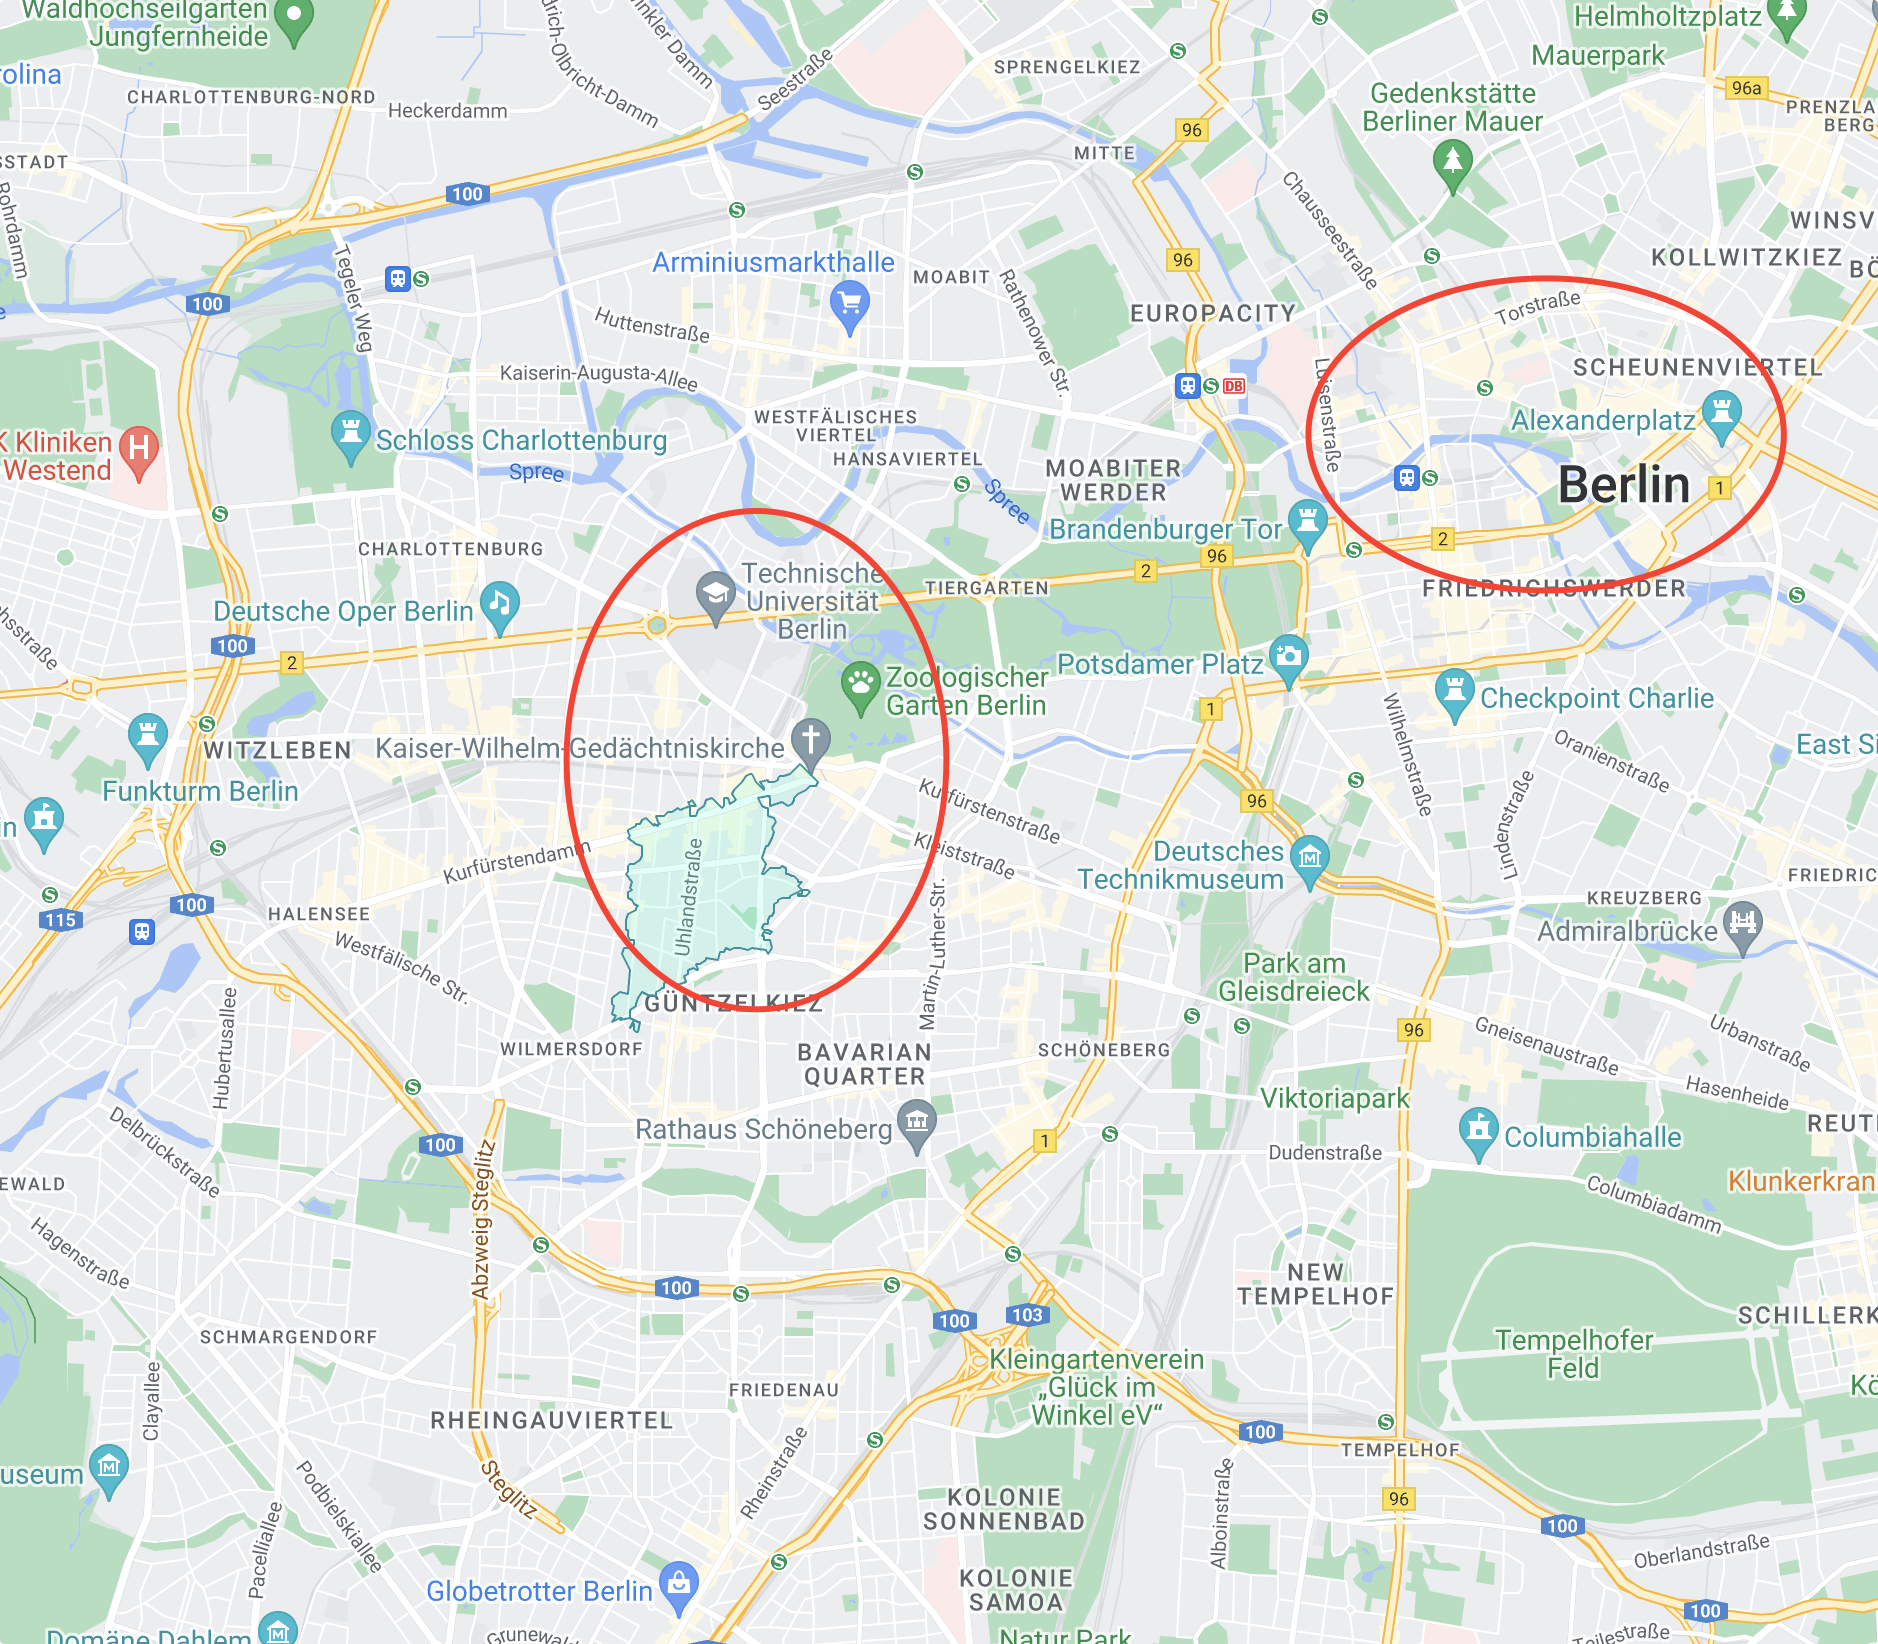 Waldhochseilgarten
Jungfernheide
Helmholtzplatz
Mauerpark
SPRENGELKIEZ
Seestraße
CHARLOTTENBURG-NORD
Heckerdamm
96a
Gedenkstätte
Berliner Mauer
96
MITTE
100
Chausseestraße
KOLLWITZKIEZ
96
Arminiusmarkthalle
MOABIT
Tegeler Weg
Rathenower Str.
100
Huttenstraße
EUROPACITY
Torstraße
Kaiserin-Augusta-Allee
SCHEUNENVIERTEL
DB
Luisenstraße
WESTFÄLISCHES
VIERTEL
Alexanderplatz
K Kliniken
Westend
Schloss Charlottenburg
HANSAVIERTEL
Spree
Spree
MOABITER
WERDER
Berlin
1
Brandenburger Tor
2
CHARLOTTENBURG
96
2
Technische
Universität
Berlin
TIERGARTEN
FRIEDRICHSWERDER
Deutsche Oper Berlin
100
2
Potsdamer Platz
Zoologischer
Garten Berlin
Checkpoint Charlie
1
Wilhelmstraße
WITZLEBEN
Kaiser-Wilhelm-Gedächtniskirche
Oranienstraße
East Si
Funkturm Berlin
Kurfürstenstraße
96
Lindenstraße
Kurfürstendamm
Uhlandstraße
Kleiststraße
Deutsches
Technikmuseum
FRIEDRIC
100
115
HALENSEE
KREUZBERG
Admiralbrücke
Westfälische Str.
Martin-Luther-Str.
Park am
Gleisdreieck
GÜNTZELKIEZ
96
Gneisenaustraße
Urbanstraße
Hubertusallee
WILMERSDORF
BAVARIAN
QUARTER
SCHÖNEBERG
Hasenheide
Viktoriapark
Delbrückstraße
Rathaus Schöneberg
100
1
Dudenstraße
Columbiahalle
REUT
EWALD
Abzweig Steglitz
Klunkerkran
Columbiadamm
Hagenstraße
100
NEW
TEMPELHOF
100
103
SCHILLERK
SCHMARGENDORF
Tempelhofer
Feld
Clayallee
Kleingartenverein
„Glück im
Winkel eV“
FRIEDENAU
RHEINGAUVIERTEL
100
TEMPELHOF
Rheinstraße
useum
Podbielskiallee
Steglitz
96
KOLONIE
SONNENBAD
Alboinstraße
100
Pacelliallee
Oberlandstraße
Globetrotter Berlin
KOLONIE
SAMOA
100
Domäne Dahlem
Natur Park